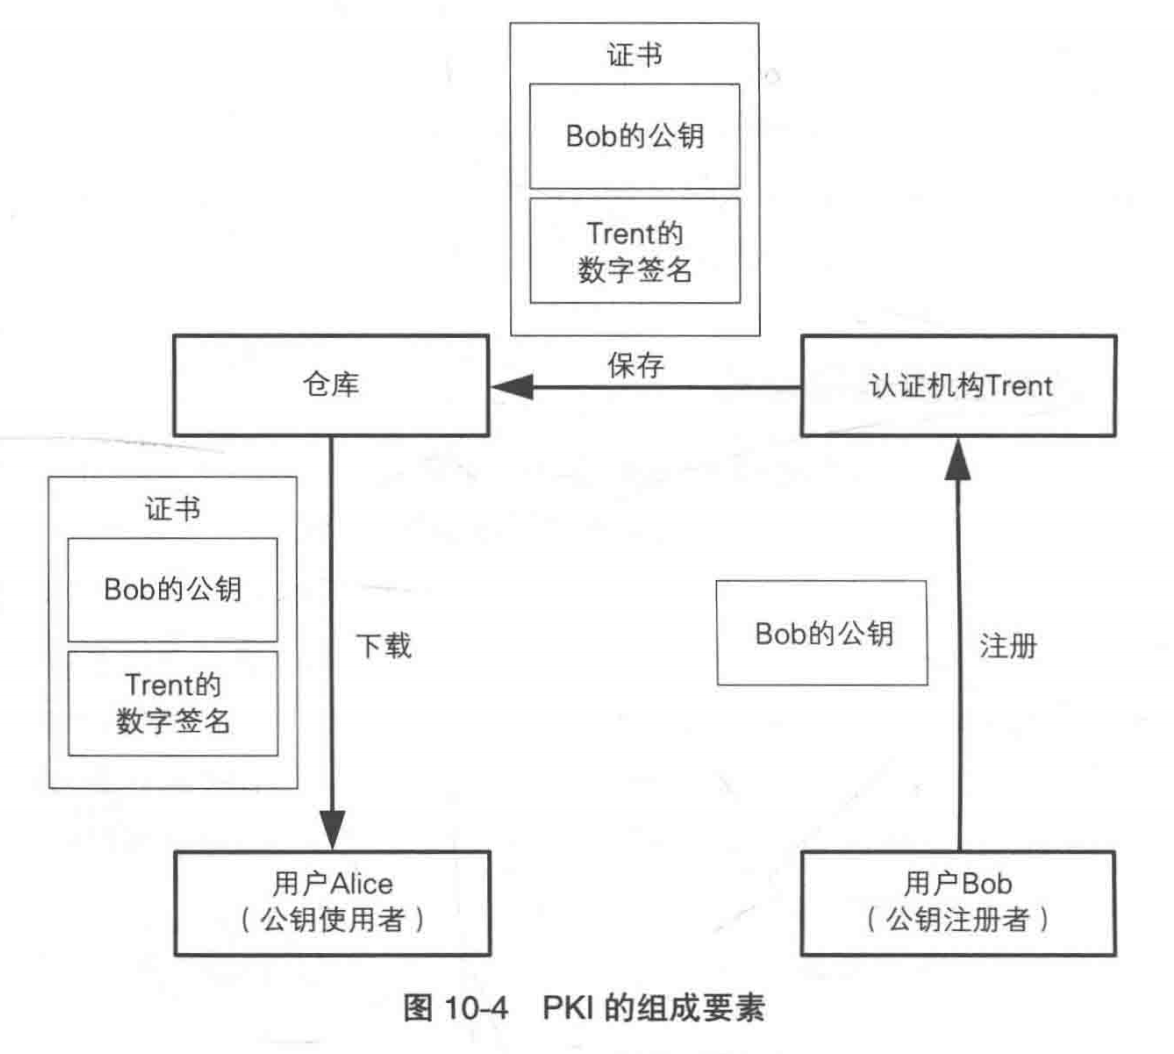 证书
Bob的公钥
Trent的
数字签名
仓库
保存
认证机构Trent
证书
Bob的公钥
Trent的
数字签名
下载
Bob的公钥
注册
用户Alice
（公钥使用者）
用户Bob
（公钥注册者）
图 10-4 PKI 的组成要素